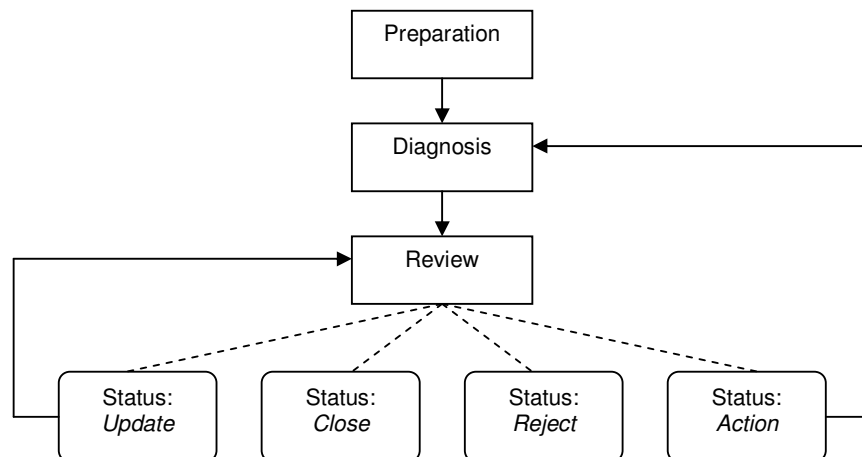 Preparation
Diagnosis
Review
Status:
Update
Status:
Close
Status:
Reject
Status:
Action